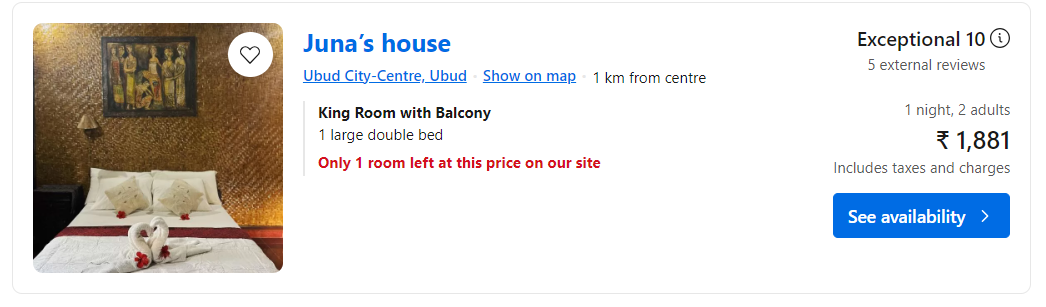 Juna’s house
Ubud City-Centre, Ubud · Show on map · 1 km from centre
King Room with Balcony
1 large double bed
Only 1 room left at this price on our site
Exceptional 10
5 external reviews
1 night, 2 adults
₹ 1,881
Includes taxes and charges
See availability